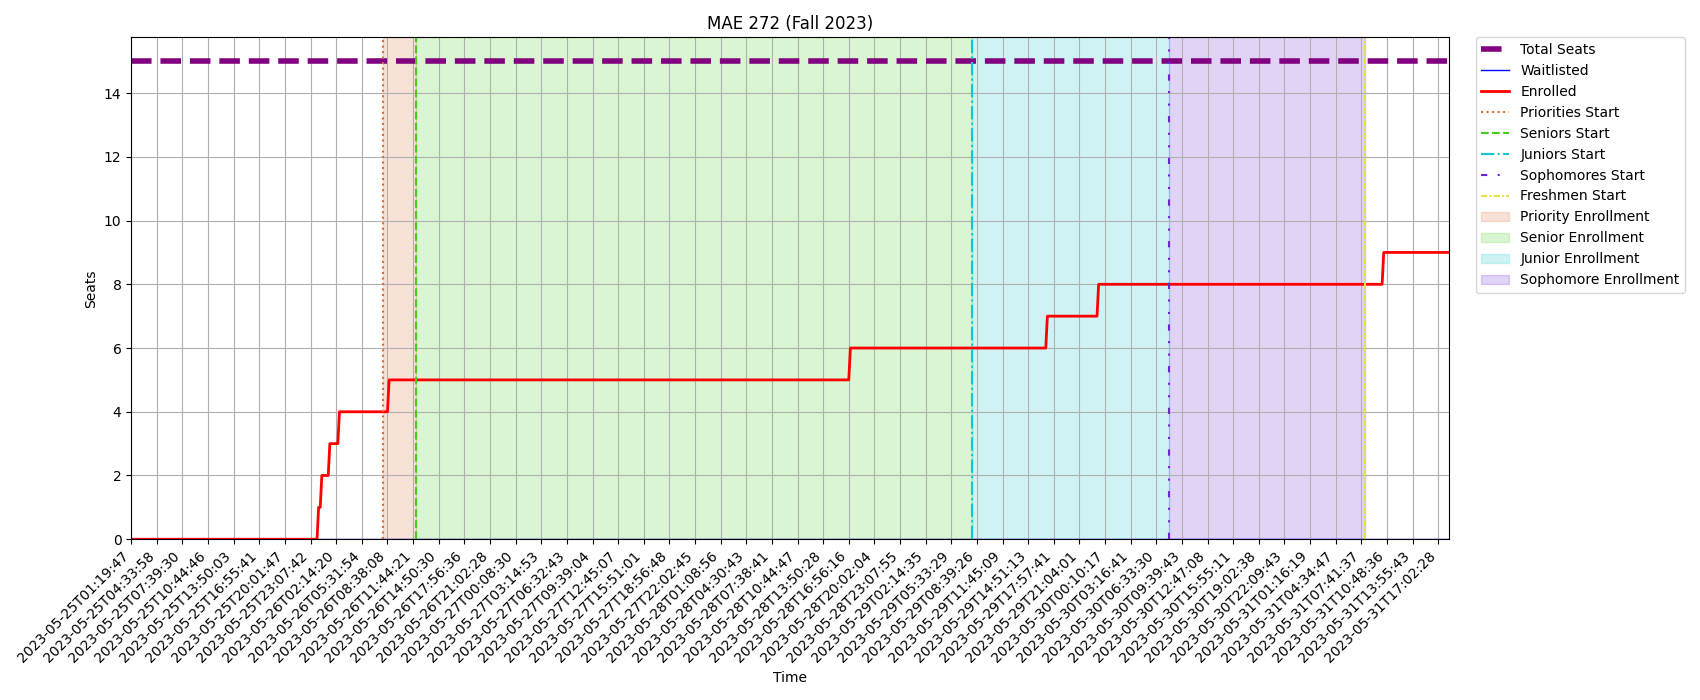 MAE 272 (Fall 2023)
Seats
14
12
10
8
6
4
2
0
2023-05-25T01:19:47
2023-05-25T04:33:58
2023-05-25T07:39:30
2023-05-25T10:44:46
2023-05-25T13:50:03
2023-05-25T16:55:41
2023-05-25T20:01:47
2023-05-25T23:07:42
2023-05-26T02:14:20
2023-05-26T05:31:54
2023-05-26T08:38:08
2023-05-26T11:44:21
2023-05-26T14:50:30
2023-05-26T17:56:36
2023-05-26T21:02:28
2023-05-27T00:08:30
2023-05-27T03:14:53
2023-05-27T06:32:43
2023-05-27T09:39:04
2023-05-27T12:45:07
2023-05-27T15:51:01
2023-05-27T18:56:48
2023-05-27T22:02:45
2023-05-28T01:08:56
2023-05-28T04:30:43
2023-05-28T07:38:41
2023-05-28T10:44:47
2023-05-28T13:50:28
2023-05-28T16:56:16
2023-05-28T20:02:04
2023-05-28T23:07:55
2023-05-29T02:14:35
2023-05-29T05:33:29
2023-05-29T08:39:26
2023-05-29T11:45:09
2023-05-29T14:51:13
2023-05-29T17:57:41
2023-05-29T21:04:01
2023-05-30T00:10:17
2023-05-30T03:16:41
2023-05-30T06:33:30
2023-05-30T09:39:43
2023-05-30T12:47:08
2023-05-30T15:55:11
2023-05-30T19:02:38
2023-05-30T22:09:43
2023-05-31T01:16:19
2023-05-31T04:34:47
2023-05-31T07:41:37
2023-05-31T10:48:36
2023-05-31T13:55:43
2023-05-31T17:02:28
Time
Total Seats
Waitlisted
Enrolled
Priorities Start
Seniors Start
Juniors Start
Sophomores Start
Freshmen Start
Priority Enrollment
Senior Enrollment
Junior Enrollment
Sophomore Enrollment